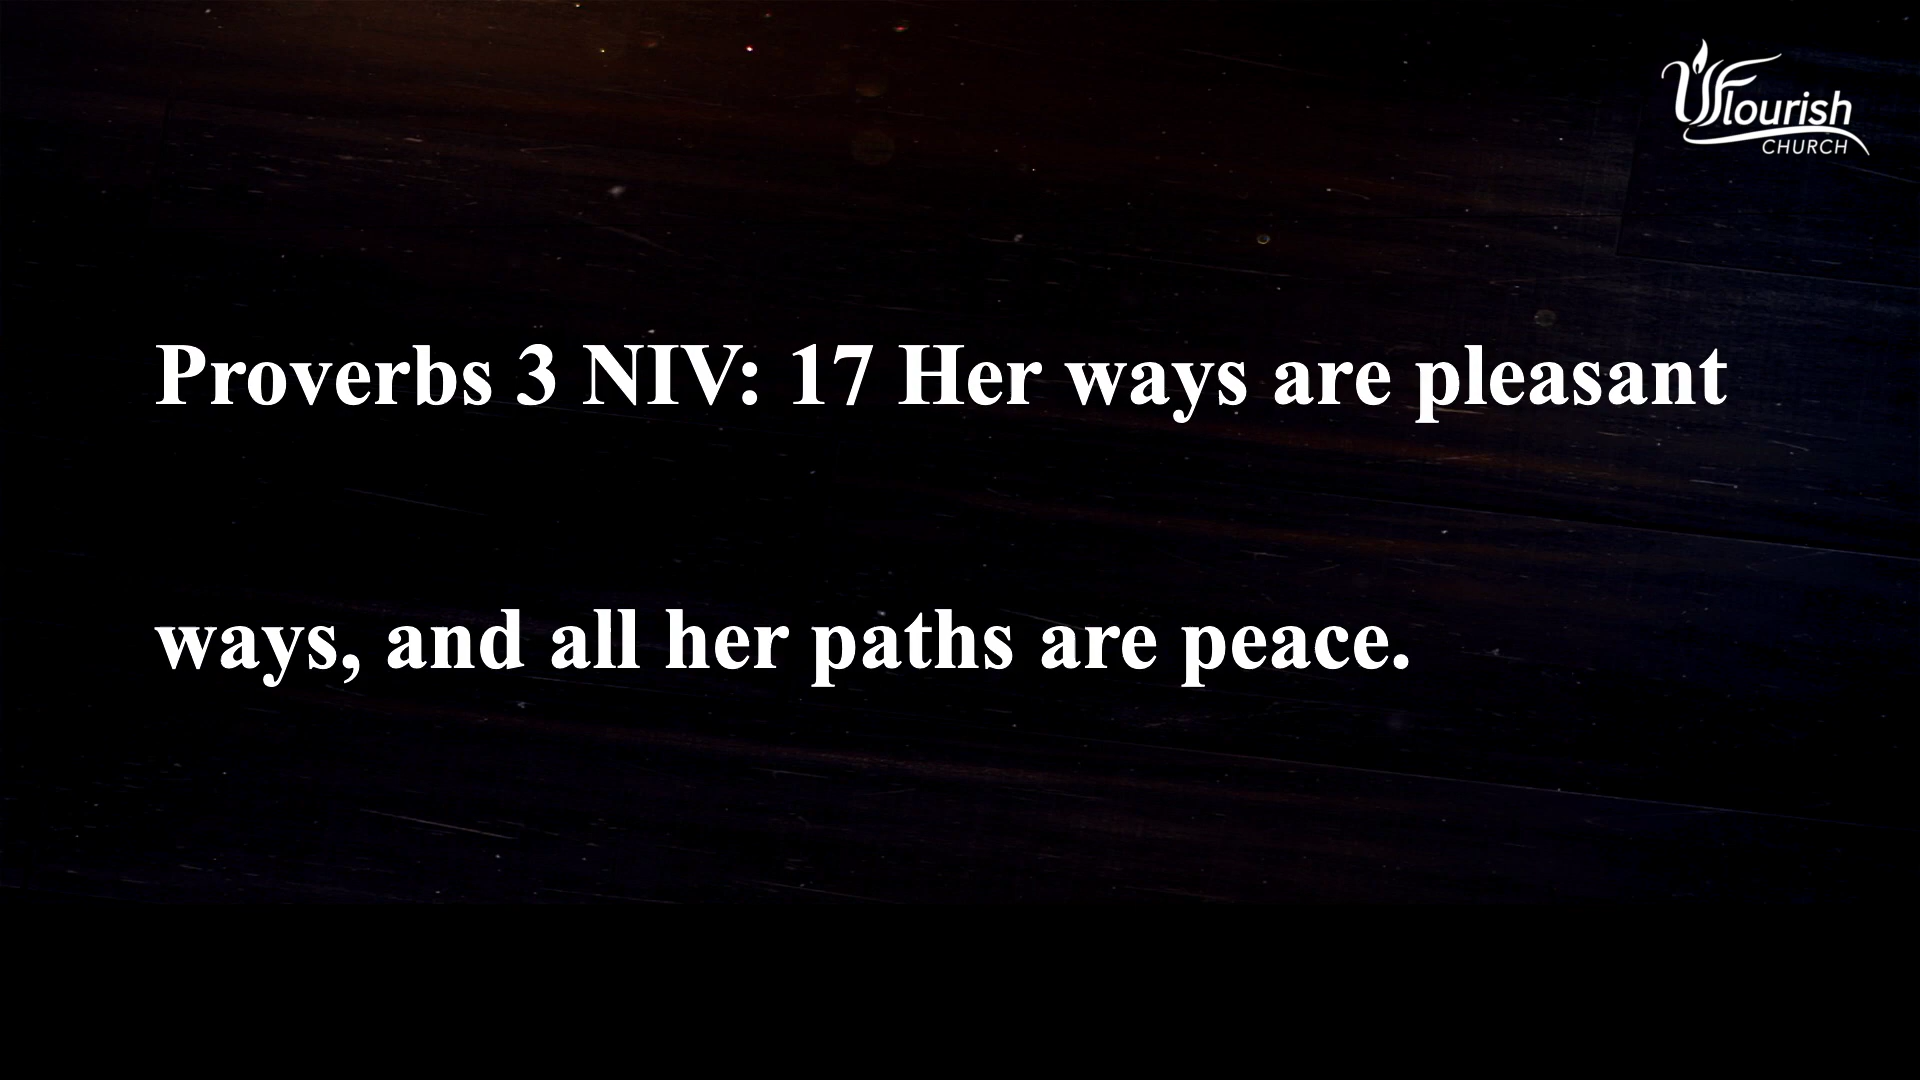 Flourish
CHURCH
Proverbs 3 NIV: 17 Her ways are pleasant
ways, and all her paths are peace.